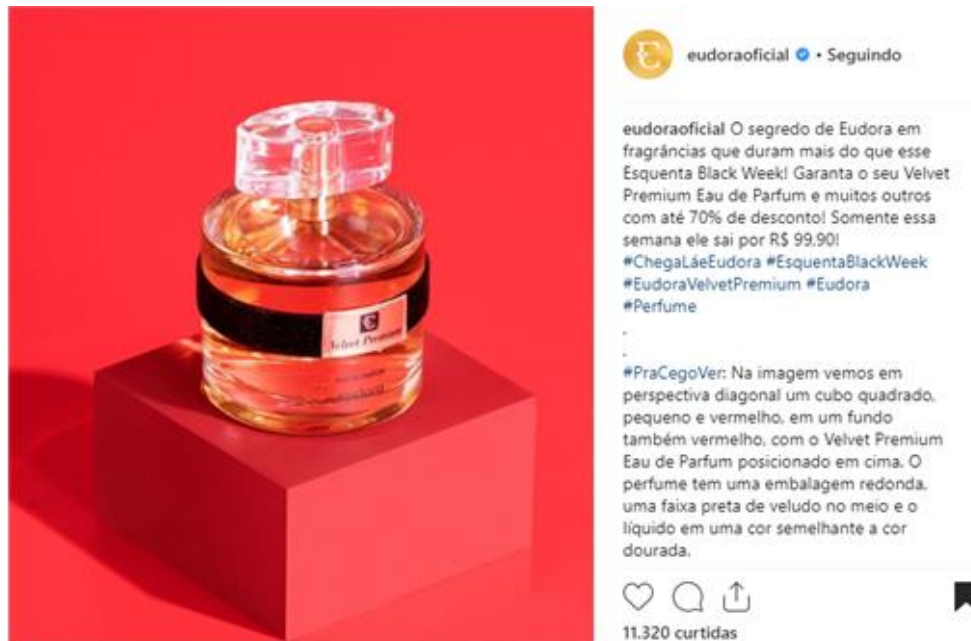 eudoraoficial • Seguindo
eudoraoficial O segredo de Eudora em
fragrâncias que duram mais do que esse
Esquenta Black Week! Garanta o seu Velvet
Premium Eau de Parfum e muitos outros
com até 70% de desconto! Somente essa
semana ele sai por R$ 99,90!
#ChegaLáeEudora #EsquentaBlackWeek
#EudoraVelvetPremium #Eudora
#Perfume
.
.
#PraCegoVer: Na imagem vemos em
perspectiva diagonal um cubo quadrado,
pequeno e vermelho, em um fundo
também vermelho, com o Velvet Premium
Eau de Parfum posicionado em cima. O
perfume tem uma embalagem redonda,
uma faixa preta de veludo no meio e o
líquido em uma cor semelhante a cor
dourada.
11.320 curtidas
E
Velvet Premium